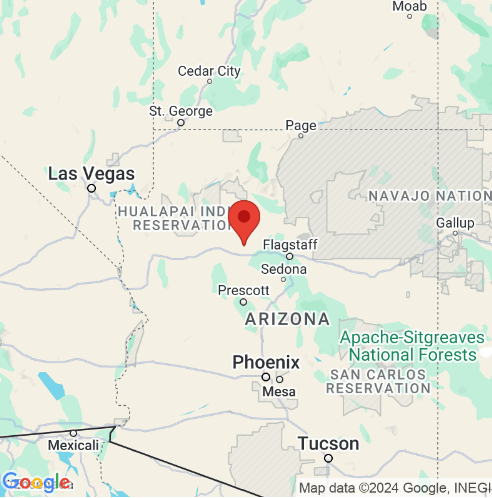 Moab
Cedar City
St. George
Page
Las Vegas
NAVAJO NATION
HUALAPAI INDI
RESERVATION
Gallup
Flagstaff
Sedona
Prescott
ARIZONA
Apache-Sitgreaves
National Forests
Phoenix
SAN CARLOS
RESERVATION
Mesa
Mexicali
Tucson
Google
Map data ©2024 Google, INEGI